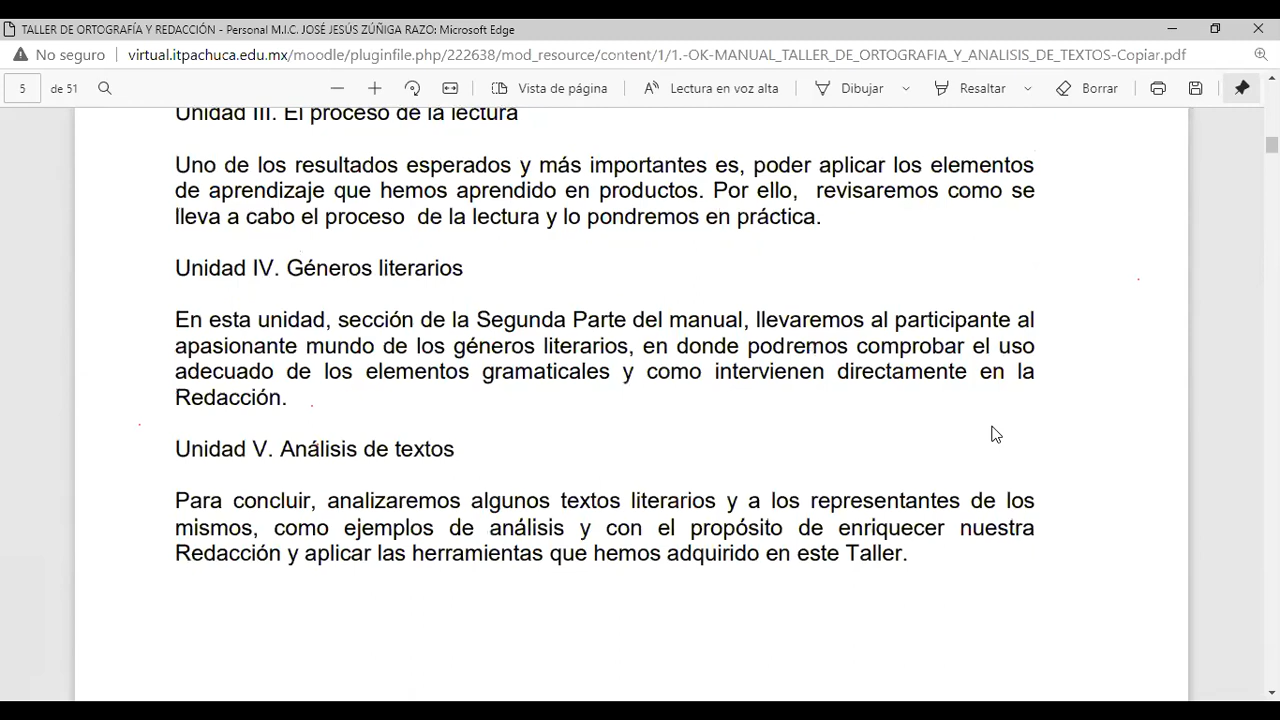 TALLER DE ORTOGRAFÍA Y REDACCIÓN - Personal M.I.C. JOSÉ JESÚS ZÚÑIGA RAZO: Microsoft Edge
No seguro virtual.itpachuca.edu.mx/moodle/pluginfile.php/222638/mod_resource/content/1/1.-OK-MANUAL_TALLER_DE_ORTOGRAFIA_Y_ANALISIS_DE_TEXTOS-Copiar.pdf
5 de 51 Vista de página Lectura en voz alta Dibujar Resaltar Borrar
Unidad III. El proceso de la lectura
Uno de los resultados esperados y más importantes es, poder aplicar los elementos
de aprendizaje que hemos aprendido en productos. Por ello, revisaremos como se
lleva a cabo el proceso de la lectura y lo pondremos en práctica.
Unidad IV. Géneros literarios
En esta unidad, sección de la Segunda Parte del manual, llevaremos al participante al
apasionante mundo de los géneros literarios, en donde podremos comprobar el uso
adecuado de los elementos gramaticales y como intervienen directamente en la
Redacción.
Unidad V. Análisis de textos
Para concluir, analizaremos algunos textos literarios y a los representantes de los
mismos, como ejemplos de análisis y con el propósito de enriquecer nuestra
Redacción y aplicar las herramientas que hemos adquirido en este Taller.